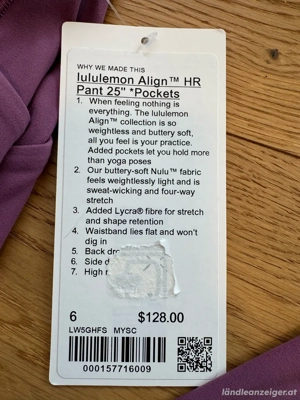 WHY WE MADE THIS
lululemon Align™ HR
Pant 25" *Pockets
1. When feeling nothing is
everything. The lululemon
Align™ collection is so
weightless and buttery soft,
all you feel is your practice.
Added pockets let you hold more
than yoga poses
2. Our buttery-soft Nulu™ fabric
feels weightlessly light and is
sweat-wicking and four-way
stretch
3. Added Lycra® fibre for stretch
and shape retention
4. Waistband lies flat and won't
dig in
5. Back
6. Side
7. High
6 $128.00
LW5GHFS MYSC
000157716009
ländleanzeiger.at